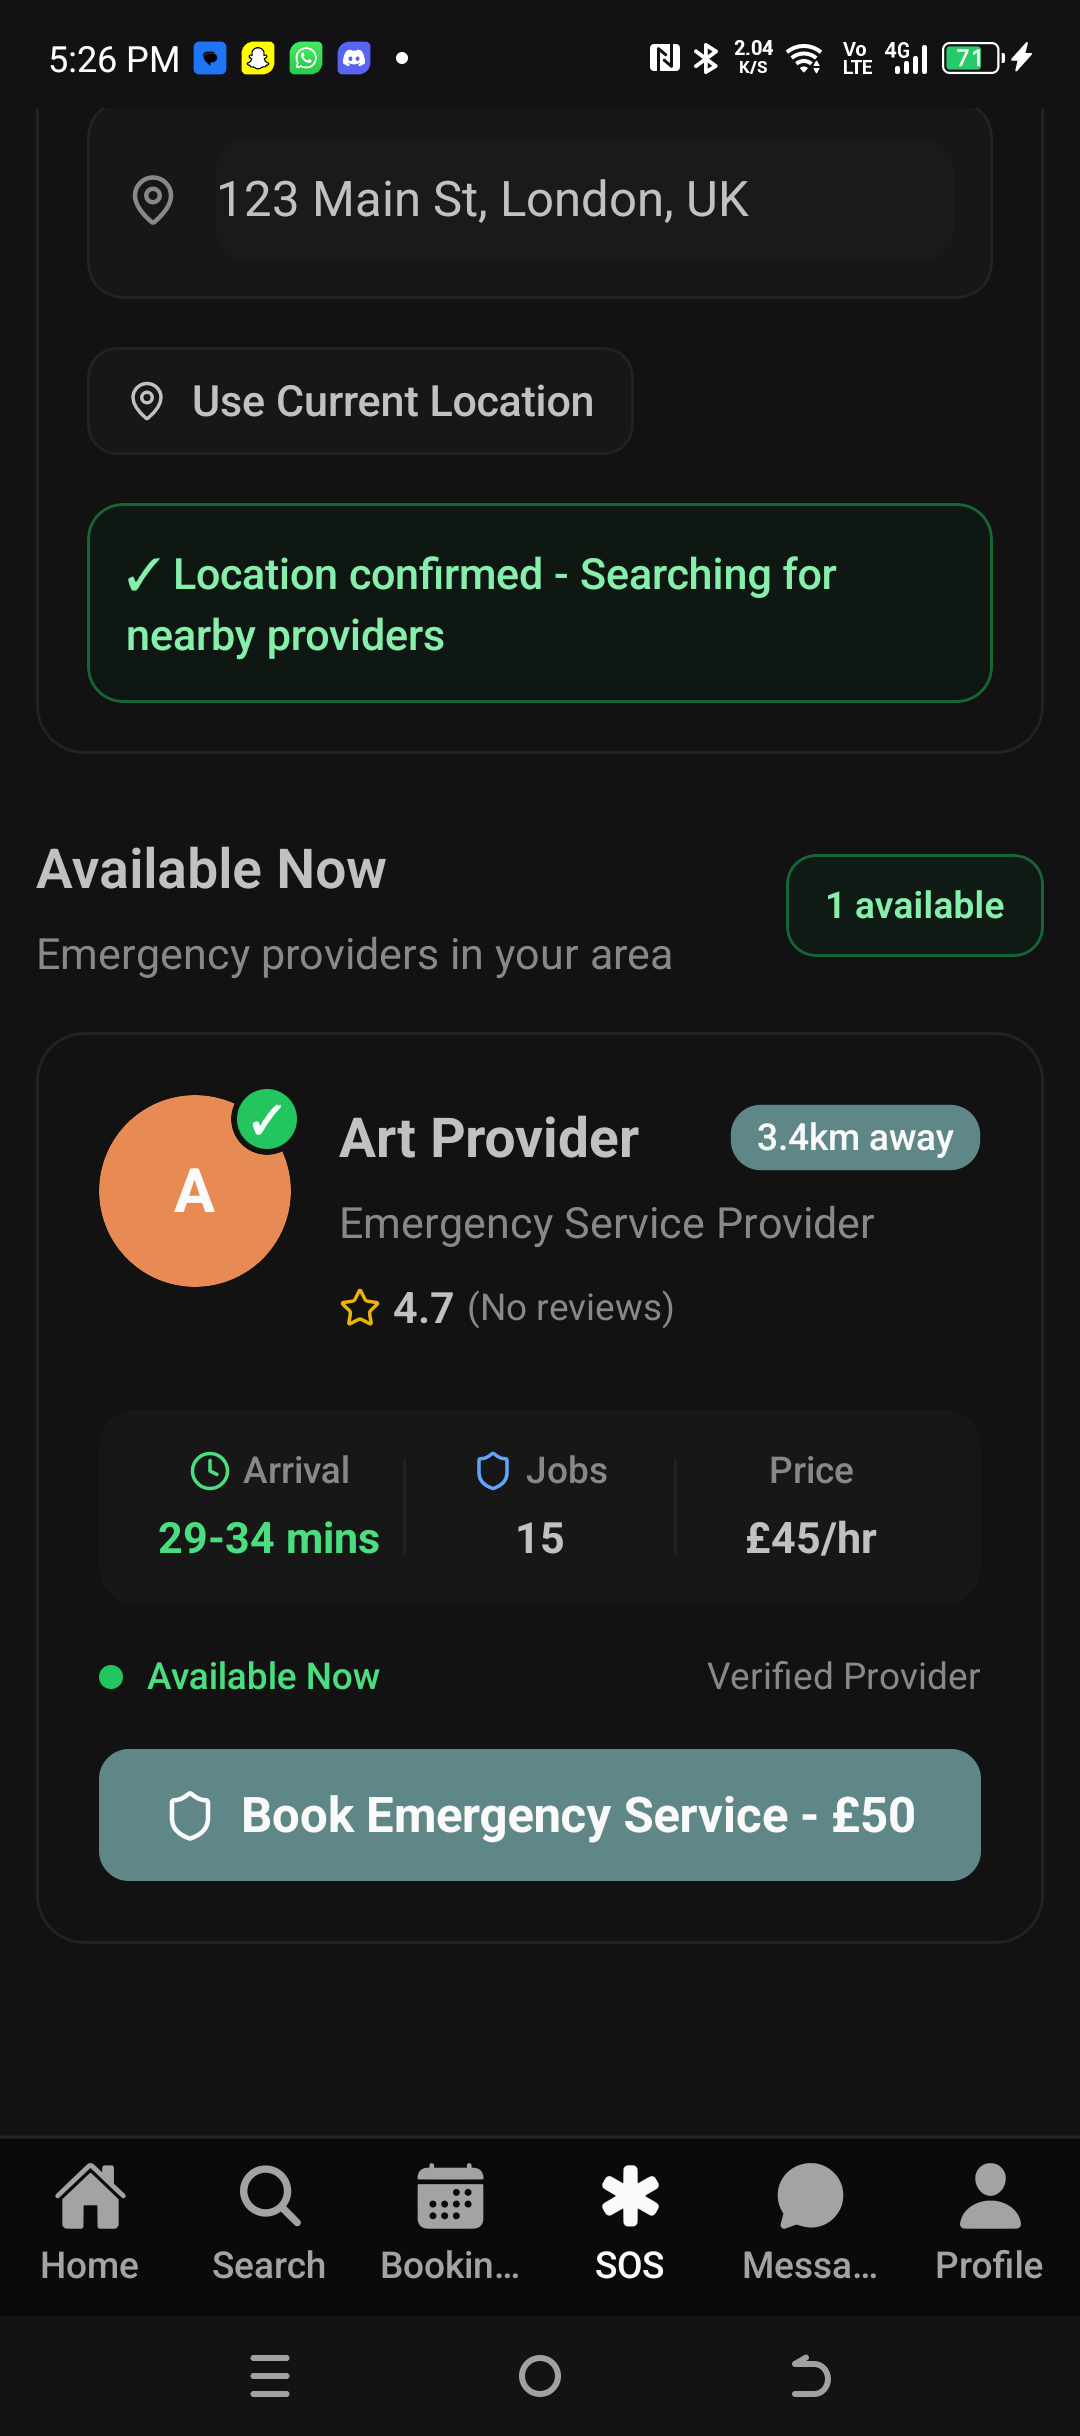 5:26 PM
2.04
K/S
Vo
LTE
4G
71
123 Main St, London, UK
Use Current Location
✓ Location confirmed - Searching for
nearby providers
Available Now
1 available
Emergency providers in your area
A
✓
Art Provider
3.4km away
Emergency Service Provider
4.7 (No reviews)
Arrival
Jobs
Price
29-34 mins
15
£45/hr
Available Now
Verified Provider
Book Emergency Service - £50
Home
Search
Bookin...
SOS
Messa...
Profile